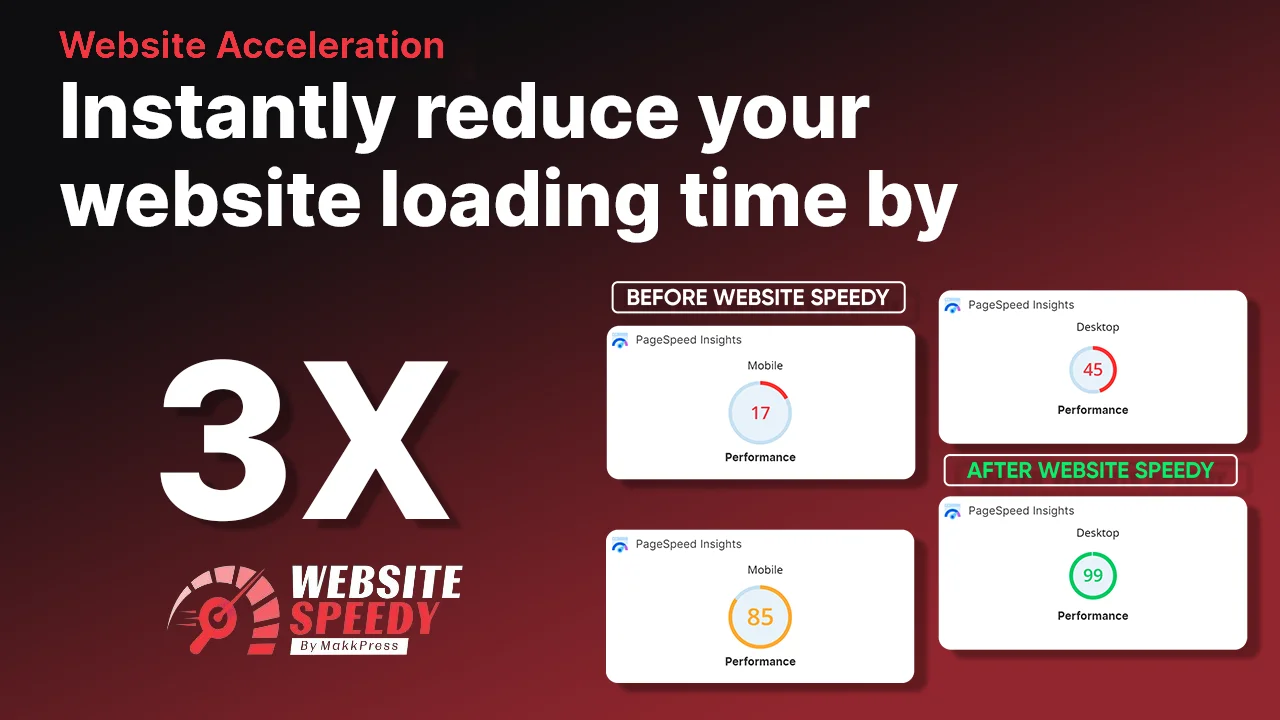 Website Acceleration
Instantly reduce your
website loading time by
3X
WEBSITE
SPEEDY
By MakkPress
BEFORE WEBSITE SPEEDY
PageSpeed Insights
Mobile
17
Performance
PageSpeed Insights
Desktop
45
Performance
AFTER WEBSITE SPEEDY
PageSpeed Insights
Mobile
85
Performance
PageSpeed Insights
Desktop
99
Performance